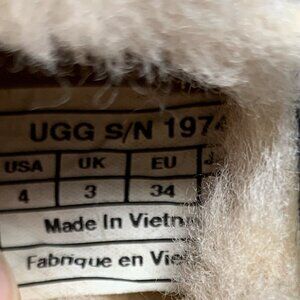 UGG S/N 1974
USA UK EU
4 3 34
Made In Vietn
Fabrique en Vie